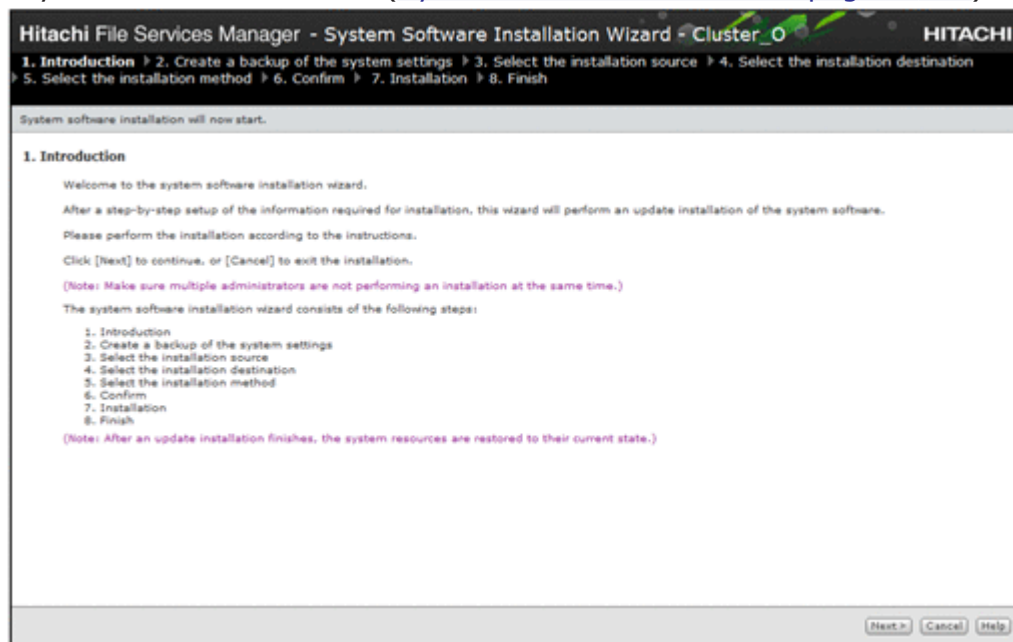 Hitachi File Services Manager - System Software Installation Wizard - Cluster_O HITACHI
1. Introduction 2. Create a backup of the system settings 3. Select the installation source 4. Select the installation destination
5. Select the installation method 6. Confirm 7. Installation 8. Finish
System software installation will now start.
1. Introduction
Welcome to the system software installation wizard.
After a step-by-step setup of the information required for installation, this wizard will perform an update installation of the system software.
Please perform the installation according to the instructions.
Click [Next] to continue, or [Cancel] to exit the installation.
(Note: Make sure multiple administrators are not performing an installation at the same time.)
The system software installation wizard consists of the following steps:
1. Introduction
2. Create a backup of the system settings
3. Select the installation source
4. Select the installation destination
5. Select the installation method
6. Confirm
7. Installation
8. Finish
(Note: After an update installation finishes, the system resources are restored to their current state.)
Next > Cancel Help